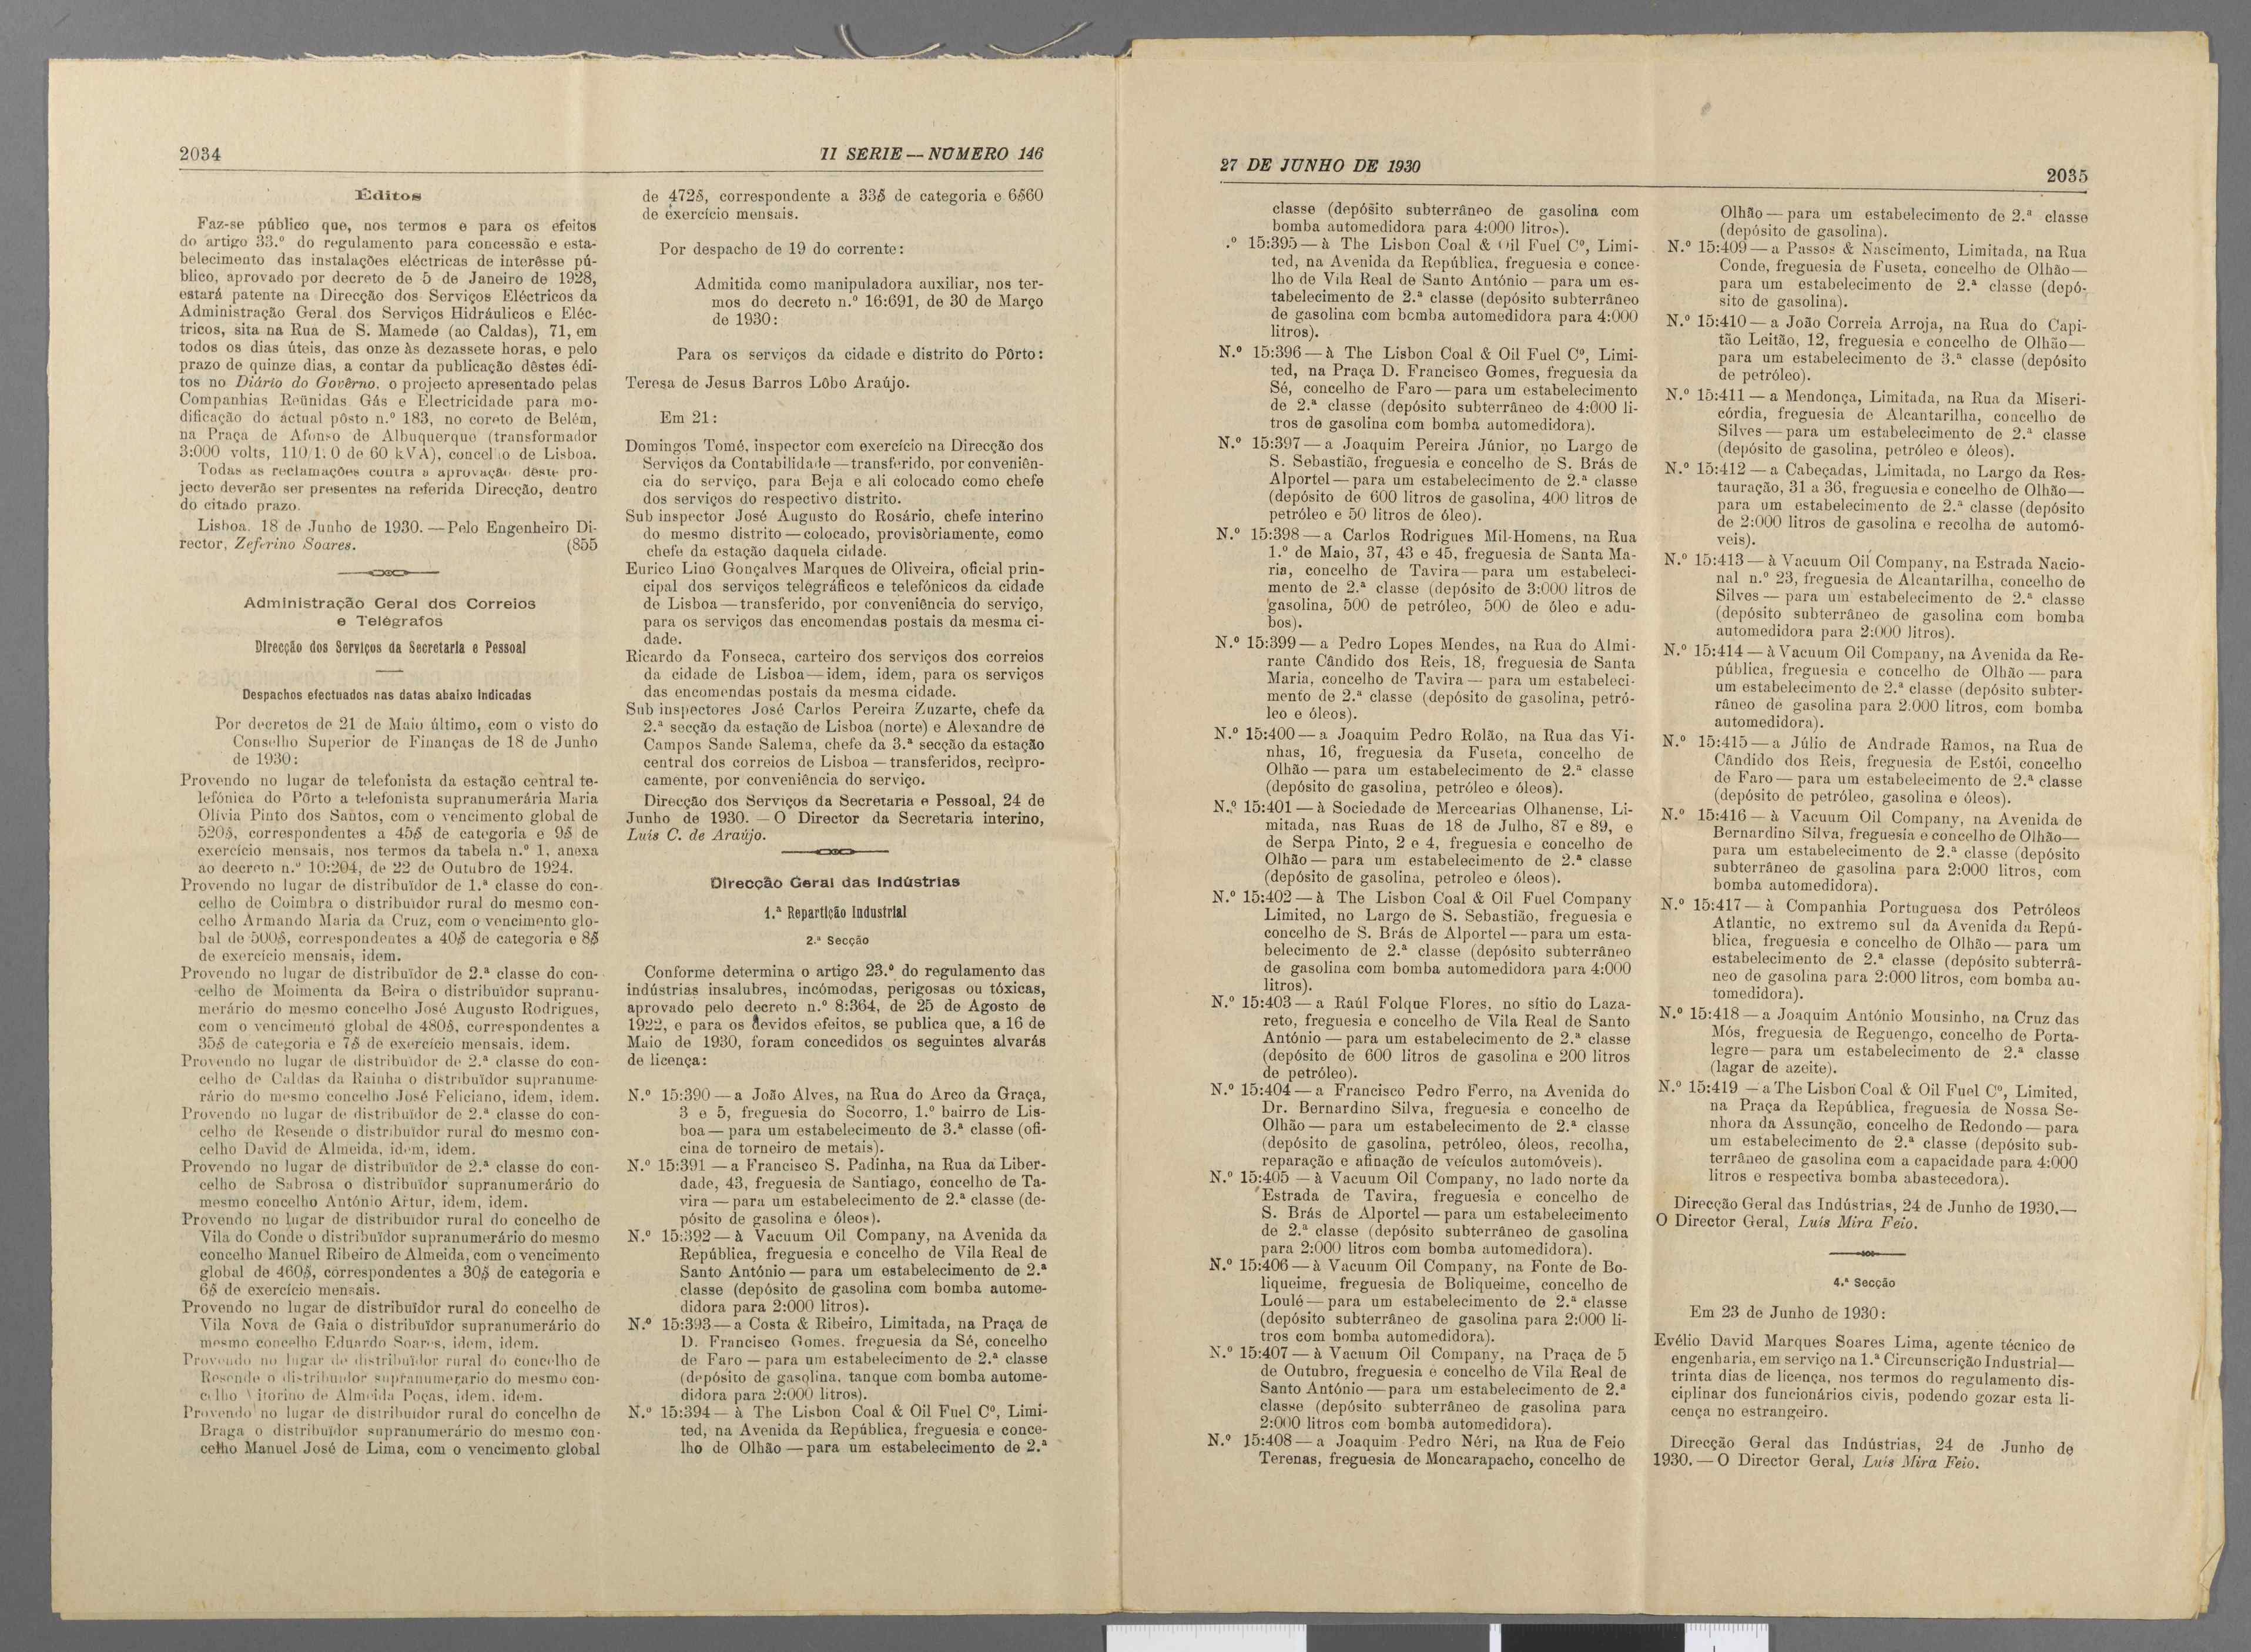 2034
II SERIE — NÚMERO 146
Éditos
Faz-se público que, nos termos e para os efeitos
do artigo 33.º do regulamento para concessão e esta-
belecimento das instalações eléctricas de interêsse pú-
blico, aprovado por decreto de 5 de Janeiro de 1928,
estará patente na Direcção dos Serviços Eléctricos da
Administração Geral dos Serviços Hidráulicos e Eléc-
tricos, sita na Rua de S. Mamede (ao Caldas), 71, em
todos os dias úteis, das onze às dezassete horas, e pelo
prazo de quinze dias, a contar da publicação dêstes édi-
tos no Diário do Govêrno, o projecto apresentado pelas
Companhias Reünidas Gás e Electricidade para mo-
dificação do actual pôsto n.º 183, no coreto de Belém,
na Praça de Afonso de Albuquerque (transformador
3:000 volts, de 60 kVA), concelho de Lisboa.
Todas as reclamações contra a aprovação dêste pro-
jecto deverão ser presentes na referida Direcção, dentro
do citado prazo.
Lisboa, 18 de Junho de 1930. — Pelo Engenheiro Di-
rector, Zeferino Soares. (855
Administração Geral dos Correios
e Telégrafos
Direcção dos Serviços da Secretaria e Pessoal
Despachos efectuados nas datas abaixo indicadas
Por decretos de 21 de Maio último, com o visto do
Conselho Superior de Finanças de 18 de Junho
de 1930:
Provendo no lugar de telefonista da estação central te-
lefónica do Pôrto a telefonista supranumerária Maria
Olívia Pinto dos Santos, com o vencimento global de
520$, correspondentes a 45$ de categoria e 9$ de
exercício mensais, nos termos da tabela n.º 1, anexa
ao decreto n.º 10:204, de 22 de Outubro de 1924.
Provendo no lugar de distribuïdor de 1.ª classe do con-
celho de Coimbra o distribuïdor rural do mesmo con-
celho Armando Maria da Cruz, com o vencimento glo-
bal de 500$, correspondentes a 40$ de categoria e 8$
de exercício mensais, idem.
Provendo no lugar de distribuïdor de 2.ª classe do con-
celho de Moimenta da Beira o distribuïdor supranu-
merário do mesmo concelho José Augusto Rodrigues,
com o vencimento global de 480$, correspondentes a
35$ de categoria e 7$ de exercício mensais, idem.
Provendo no lugar de distribuïdor de 2.ª classe do con-
celho de Caldas da Rainha o distribuïdor supranume-
rário do mesmo concelho José Feliciano, idem, idem.
Provendo no lugar de distribuïdor de 2.ª classe do con-
celho de Resende o distribuïdor rural do mesmo con-
celho David de Almeida, idem, idem.
Provendo no lugar de distribuïdor de 2.ª classe do con-
celho de Sabrosa o distribuïdor supranumerário do
mesmo concelho António Artur, idem, idem.
Provendo no lugar de distribuïdor rural do concelho de
Vila do Conde o distribuïdor supranumerário do mesmo
concelho Manuel Ribeiro de Almeida, com o vencimento
global de 460$, correspondentes a 30$ de categoria e
6$ de exercício mensais.
Provendo no lugar de distribuïdor rural do concelho de
Vila Nova de Gaia o distribuïdor supranumerário do
mesmo concelho Eduardo Soares, idem, idem.
Provendo no lugar de distribuïdor rural do concelho de
Resende o distribuïdor supranumerário do mesmo con-
celho Vitorino de Almeida Poças, idem, idem.
Provendo no lugar de distribuïdor rural do concelho de
Braga o distribuïdor supranumerário do mesmo con-
celho Manuel José de Lima, com o vencimento global
de 472$, correspondente a 33$ de categoria e 6$60
de exercício mensais.
Por despacho de 19 do corrente:
Admitida como manipuladora auxiliar, nos ter-
mos do decreto n.º 16:691, de 30 de Março
de 1930:
Para os serviços da cidade e distrito do Pôrto:
Teresa de Jesus Barros Lôbo Araújo.
Em 21:
Domingos Tomé, inspector com exercício na Direcção dos
Serviços da Contabilidade — transferido, por conveniên-
cia do serviço, para Beja e ali colocado como chefe
dos serviços do respectivo distrito.
Sub inspector José Augusto do Rosário, chefe interino
do mesmo distrito — colocado, provisòriamente, como
chefe da estação daquela cidade.
Eurico Lino Gonçalves Marques de Oliveira, oficial prin-
cipal dos serviços telegráficos e telefónicos da cidade
de Lisboa — transferido, por conveniência do serviço,
para os serviços das encomendas postais da mesma ci-
dade.
Ricardo da Fonseca, carteiro dos serviços dos correios
da cidade de Lisboa — idem, idem, para os serviços
das encomendas postais da mesma cidade.
Sub inspectores José Carlos Pereira Zuzarte, chefe da
2.ª secção da estação de Lisboa (norte) e Alexandre de
Campos Sande Salema, chefe da 3.ª secção da estação
central dos correios de Lisboa — transferidos, recìpro-
camente, por conveniência do serviço.
Direcção dos Serviços da Secretaria e Pessoal, 24 de
Junho de 1930. — O Director da Secretaria interino,
Luís C. de Araújo.
Direcção Geral das Indústrias
1.ª Repartição Industrial
2.ª Secção
Conforme determina o artigo 23.º do regulamento das
indústrias insalubres, incómodas, perigosas ou tóxicas,
aprovado pelo decreto n.º 8:364, de 25 de Agosto de
1922, e para os devidos efeitos, se publica que, a 16 de
Maio de 1930, foram concedidos os seguintes alvarás
de licença:
N.º 15:390 — a João Alves, na Rua do Arco da Graça,
3 e 5, freguesia do Socorro, 1.º bairro de Lis-
boa — para um estabelecimento de 3.ª classe (ofi-
cina de torneiro de metais).
N.º 15:391 — a Francisco S. Padinha, na Rua da Liber-
dade, 43, freguesia de Santiago, concelho de Ta-
vira — para um estabelecimento de 2.ª classe (de-
pósito de gasolina e óleos).
N.º 15:392 — à Vacuum Oil Company, na Avenida da
República, freguesia e concelho de Vila Real de
Santo António — para um estabelecimento de 2.ª
classe (depósito de gasolina com bomba autome-
didora para 2:000 litros).
N.º 15:393 — a Costa & Ribeiro, Limitada, na Praça de
D. Francisco Gomes, freguesia da Sé, concelho
de Faro — para um estabelecimento de 2.ª classe
(depósito de gasolina, tanque com bomba autome-
didora para 2:000 litros).
N.º 15:394 — à The Lisbon Coal & Oil Fuel Cº, Limi-
ted, na Avenida da República, freguesia e conce-
lho de Olhão — para um estabelecimento de 2.ª
27 DE JUNHO DE 1930
2035
classe (depósito subterrâneo de gasolina com
bomba automedidora para 4:000 litros).
.º 15:395 — à The Lisbon Coal & Oil Fuel Cº, Limi-
ted, na Avenida da República, freguesia e conce-
lho de Vila Real de Santo António — para um es-
tabelecimento de 2.ª classe (depósito subterrâneo
de gasolina com bomba automedidora para 4:000
litros).
N.º 15:396 — à The Lisbon Coal & Oil Fuel Cº, Limi-
ted, na Praça D. Francisco Gomes, freguesia da
Sé, concelho de Faro — para um estabelecimento
de 2.ª classe (depósito subterrâneo de 4:000 li-
tros de gasolina com bomba automedidora).
N.º 15:397 — a Joaquim Pereira Júnior, no Largo de
S. Sebastião, freguesia e concelho de S. Brás de
Alportel — para um estabelecimento de 2.ª classe
(depósito de 600 litros de gasolina, 400 litros de
petróleo e 50 litros de óleo).
N.º 15:398 — a Carlos Rodrigues Mil-Homens, na Rua
1.º de Maio, 37, 43 e 45, freguesia de Santa Ma-
ria, concelho de Tavira — para um estabeleci-
mento de 2.ª classe (depósito de 3:000 litros de
gasolina, 500 de petróleo, 500 de óleo e adu-
bos).
N.º 15:399 — a Pedro Lopes Mendes, na Rua do Almi-
rante Cândido dos Reis, 18, freguesia de Santa
Maria, concelho de Tavira — para um estabeleci-
mento de 2.ª classe (depósito de gasolina, petró-
leo e óleos).
N.º 15:400 — a Joaquim Pedro Rolão, na Rua das Vi-
nhas, 16, freguesia da Fuseta, concelho de
Olhão — para um estabelecimento de 2.ª classe
(depósito de gasolina, petróleo e óleos).
N.º 15:401 — à Sociedade de Mercearias Olhanense, Li-
mitada, nas Ruas de 18 de Julho, 87 e 89, e
de Serpa Pinto, 2 e 4, freguesia e concelho de
Olhão — para um estabelecimento de 2.ª classe
(depósito de gasolina, petroleo e óleos).
N.º 15:402 — à The Lisbon Coal & Oil Fuel Company
Limited, no Largo de S. Sebastião, freguesia e
concelho de S. Brás de Alportel — para um esta-
belecimento de 2.ª classe (depósito subterrâneo
de gasolina com bomba automedidora para 4:000
litros).
N.º 15:403 — a Raúl Folque Flores, no sítio do Laza-
reto, freguesia e concelho de Vila Real de Santo
António — para um estabelecimento de 2.ª classe
(depósito de 600 litros de gasolina e 200 litros
de petróleo).
N.º 15:404 — a Francisco Pedro Ferro, na Avenida do
Dr. Bernardino Silva, freguesia e concelho de
Olhão — para um estabelecimento de 2.ª classe
(depósito de gasolina, petróleo, óleos, recolha,
reparação e afinação de veículos automóveis).
N.º 15:405 — à Vacuum Oil Company, no lado norte da
Estrada de Tavira, freguesia e concelho de
S. Brás de Alportel — para um estabelecimento
de 2.ª classe (depósito subterrâneo de gasolina
para 2:000 litros com bomba automedidora).
N.º 15:406 — à Vacuum Oil Company, na Fonte de Bo-
liqueime, freguesia de Boliqueime, concelho de
Loulé — para um estabelecimento de 2.ª classe
(depósito subterrâneo de gasolina para 2:000 li-
tros com bomba automedidora).
N.º 15:407 — à Vacuum Oil Company, na Praça de 5
de Outubro, freguesia e concelho de Vila Real de
Santo António — para um estabelecimento de 2.ª
classe (depósito subterrâneo de gasolina para
2:000 litros com bomba automedidora).
N.º 15:408 — a Joaquim Pedro Néri, na Rua de Feio
Terenas, freguesia de Moncarapacho, concelho de
Olhão — para um estabelecimento de 2.ª classe
(depósito de gasolina).
N.º 15:409 — a Passos & Nascimento, Limitada, na Rua
Conde, freguesia de Fuseta, concelho de Olhão —
para um estabelecimento de 2.ª classe (depó-
sito de gasolina).
N.º 15:410 — a João Correia Arroja, na Rua do Capi-
tão Leitão, 12, freguesia e concelho de Olhão —
para um estabelecimento de 3.ª classe (depósito
de petróleo).
N.º 15:411 — a Mendonça, Limitada, na Rua da Miseri-
córdia, freguesia de Alcantarilha, concelho de
Silves — para um estabelecimento de 2.ª classe
(depósito de gasolina, petróleo e óleos).
N.º 15:412 — a Cabeçadas, Limitada, no Largo da Res-
tauração, 31 a 36, freguesia e concelho de Olhão —
para um estabelecimento de 2.ª classe (depósito
de 2:000 litros de gasolina e recolha de automó-
veis).
N.º 15:413 — à Vacuum Oil Company, na Estrada Nacio-
nal n.º 23, freguesia de Alcantarilha, concelho de
Silves — para um estabelecimento de 2.ª classe
(depósito subterrâneo de gasolina com bomba
automedidora para 2:000 litros).
N.º 15:414 — à Vacuum Oil Company, na Avenida da Re-
pública, freguesia e concelho de Olhão — para
um estabelecimento de 2.ª classe (depósito subter-
râneo de gasolina para 2:000 litros, com bomba
automedidora).
N.º 15:415 — a Júlio de Andrade Ramos, na Rua de
Cândido dos Reis, freguesia de Estói, concelho
de Faro — para um estabelecimento de 2.ª classe
(depósito de petróleo, gasolina e óleos).
N.º 15:416 — à Vacuum Oil Company, na Avenida de
Bernardino Silva, freguesia e concelho de Olhão —
para um estabelecimento de 2.ª classe (depósito
subterrâneo de gasolina para 2:000 litros, com
bomba automedidora).
N.º 15:417 — à Companhia Portuguesa dos Petróleos
Atlantic, no extremo sul da Avenida da Repú-
blica, freguesia e concelho de Olhão — para um
estabelecimento de 2.ª classe (depósito subterrâ-
neo de gasolina para 2:000 litros, com bomba au-
tomedidora).
N.º 15:418 — a Joaquim António Mousinho, na Cruz das
Mós, freguesia de Reguengo, concelho de Porta-
legre — para um estabelecimento de 2.ª classe
(lagar de azeite).
N.º 15:419 — a The Lisbon Coal & Oil Fuel Cº, Limited,
na Praça da República, freguesia de Nossa Se-
nhora da Assunção, concelho de Redondo — para
um estabelecimento de 2.ª classe (depósito sub-
terrâneo de gasolina com a capacidade para 4:000
litros e respectiva bomba abastecedora).
Direcção Geral das Indústrias, 24 de Junho de 1930. —
O Director Geral, Luís Mira Feio.
4.ª Secção
Em 23 de Junho de 1930:
Evélio David Marques Soares Lima, agente técnico de
engenharia, em serviço na 1.ª Circunscrição Industrial —
trinta dias de licença, nos termos do regulamento dis-
ciplinar dos funcionários civis, podendo gozar esta li-
cença no estrangeiro.
Direcção Geral das Indústrias, 24 de Junho de
1930. — O Director Geral, Luís Mira Feio.